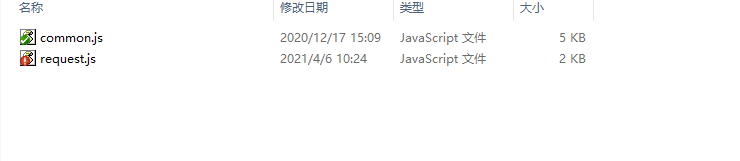 名称 修改日期 类型 大小
common.js 2020/12/17 15:09 JavaScript 文件 5 KB
request.js 2021/4/6 10:24 JavaScript 文件 2 KB